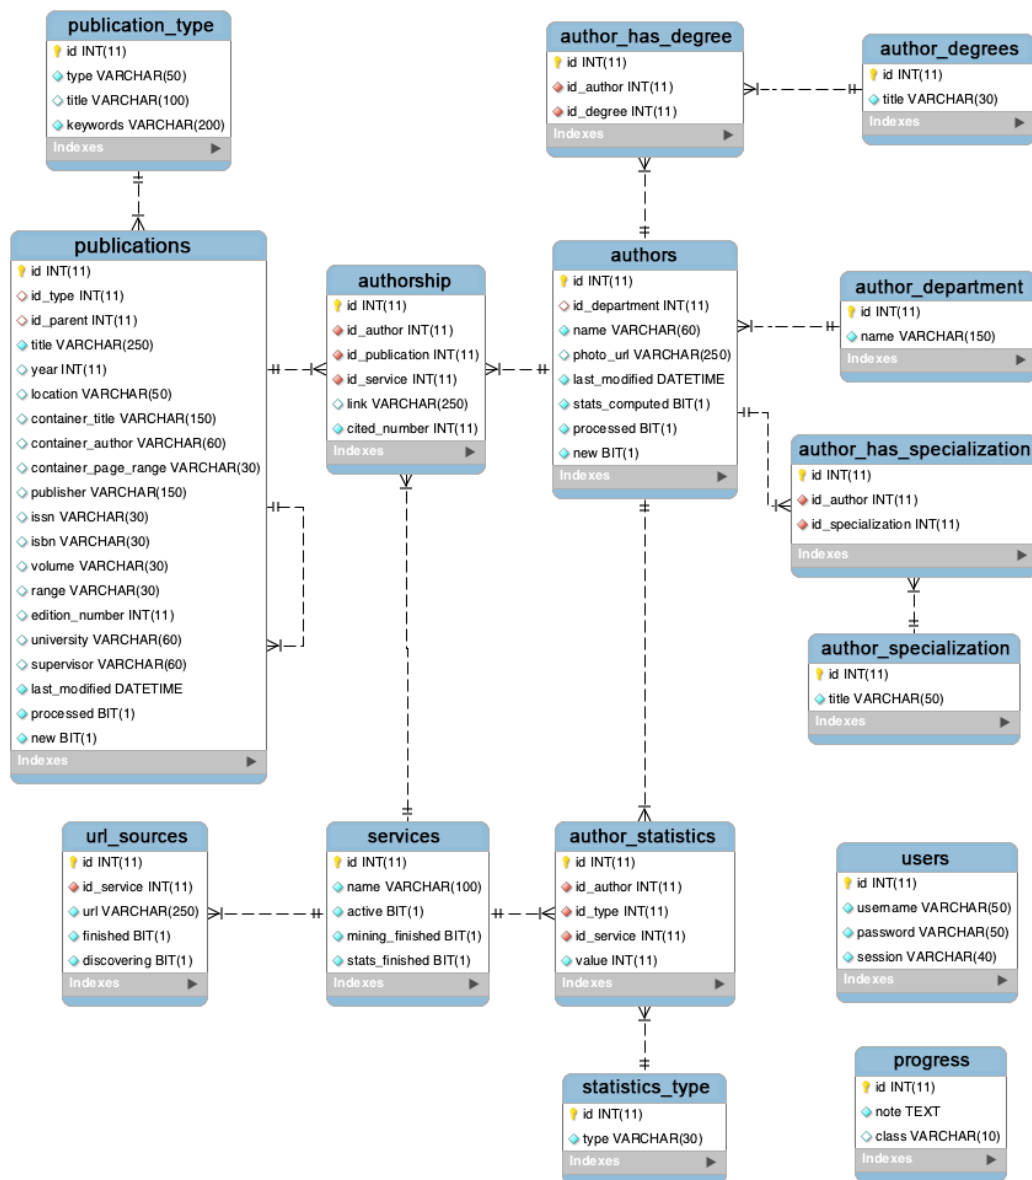 publication_type
id INT(11)
type VARCHAR(50)
title VARCHAR(100)
keywords VARCHAR(200)
Indexes
author_has_degree
id INT(11)
id_author INT(11)
id_degree INT(11)
Indexes
author_degrees
id INT(11)
title VARCHAR(30)
Indexes
publications
id INT(11)
id_type INT(11)
id_parent INT(11)
title VARCHAR(250)
year INT(11)
location VARCHAR(50)
container_title VARCHAR(150)
container_author VARCHAR(60)
container_page_range VARCHAR(30)
publisher VARCHAR(150)
issn VARCHAR(30)
isbn VARCHAR(30)
volume VARCHAR(30)
range VARCHAR(30)
edition_number INT(11)
university VARCHAR(60)
supervisor VARCHAR(60)
last_modified DATETIME
processed BIT(1)
new BIT(1)
Indexes
authorship
id INT(11)
id_author INT(11)
id_publication INT(11)
id_service INT(11)
link VARCHAR(250)
cited_number INT(11)
Indexes
authors
id INT(11)
id_department INT(11)
name VARCHAR(60)
photo_url VARCHAR(250)
last_modified DATETIME
stats_computed BIT(1)
processed BIT(1)
new BIT(1)
Indexes
author_department
id INT(11)
name VARCHAR(150)
Indexes
author_has_specialization
id INT(11)
id_author INT(11)
id_specialization INT(11)
Indexes
author_specialization
id INT(11)
title VARCHAR(50)
Indexes
url_sources
id INT(11)
id_service INT(11)
url VARCHAR(250)
finished BIT(1)
discovering BIT(1)
Indexes
services
id INT(11)
name VARCHAR(100)
active BIT(1)
mining_finished BIT(1)
stats_finished BIT(1)
Indexes
author_statistics
id INT(11)
id_author INT(11)
id_type INT(11)
id_service INT(11)
value INT(11)
Indexes
users
id INT(11)
username VARCHAR(50)
password VARCHAR(50)
session VARCHAR(40)
Indexes
statistics_type
id INT(11)
type VARCHAR(30)
Indexes
progress
id INT(11)
note TEXT
class VARCHAR(10)
Indexes